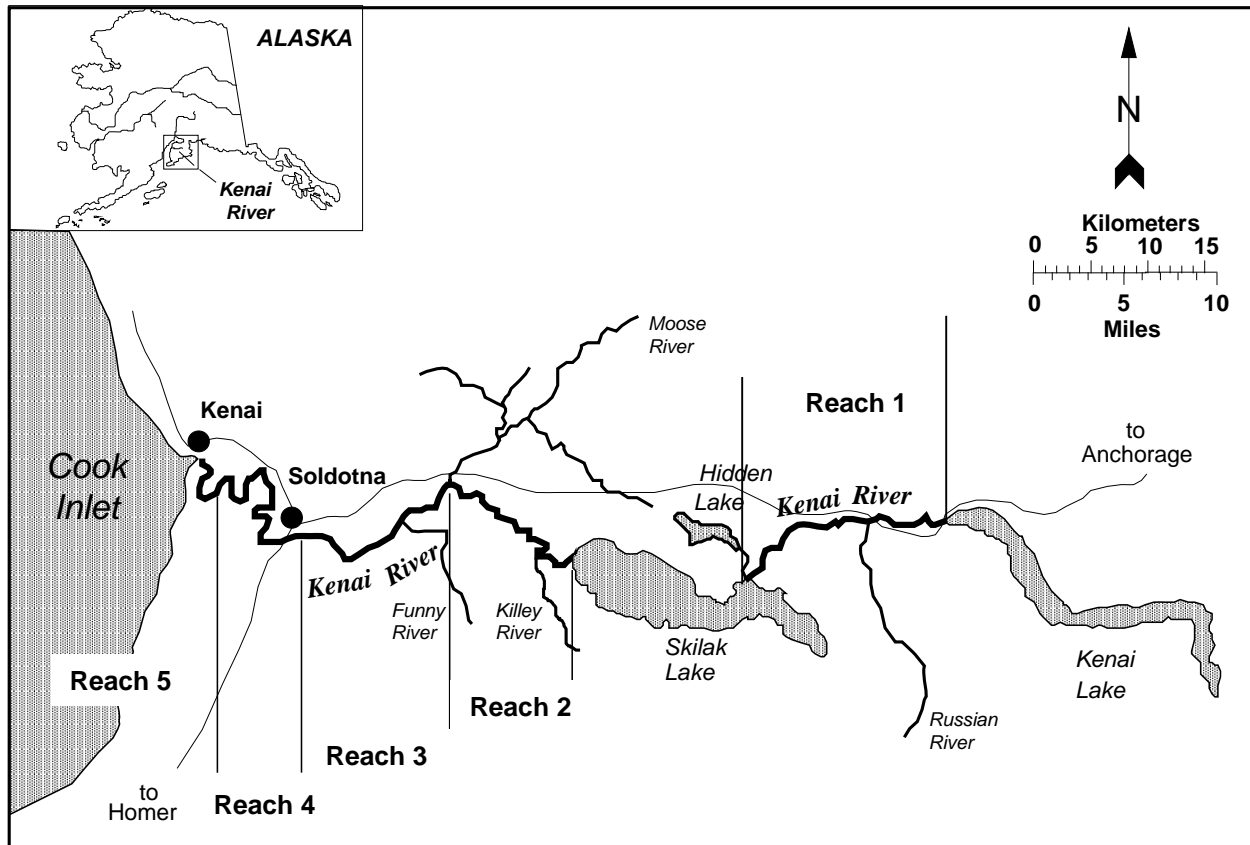 ALASKA
Kenai
River
N
Kilometers
0 5 10 15
0 5 10
Miles
Moose
River
Reach 1
to
Anchorage
Kenai
Soldotna
Hidden
Lake
Kenai River
Cook
Inlet
Kenai River
Funny
River
Killey
River
Skilak
Lake
Kenai
Lake
Reach 5
Reach 2
Russian
River
Reach 3
to
Homer
Reach 4